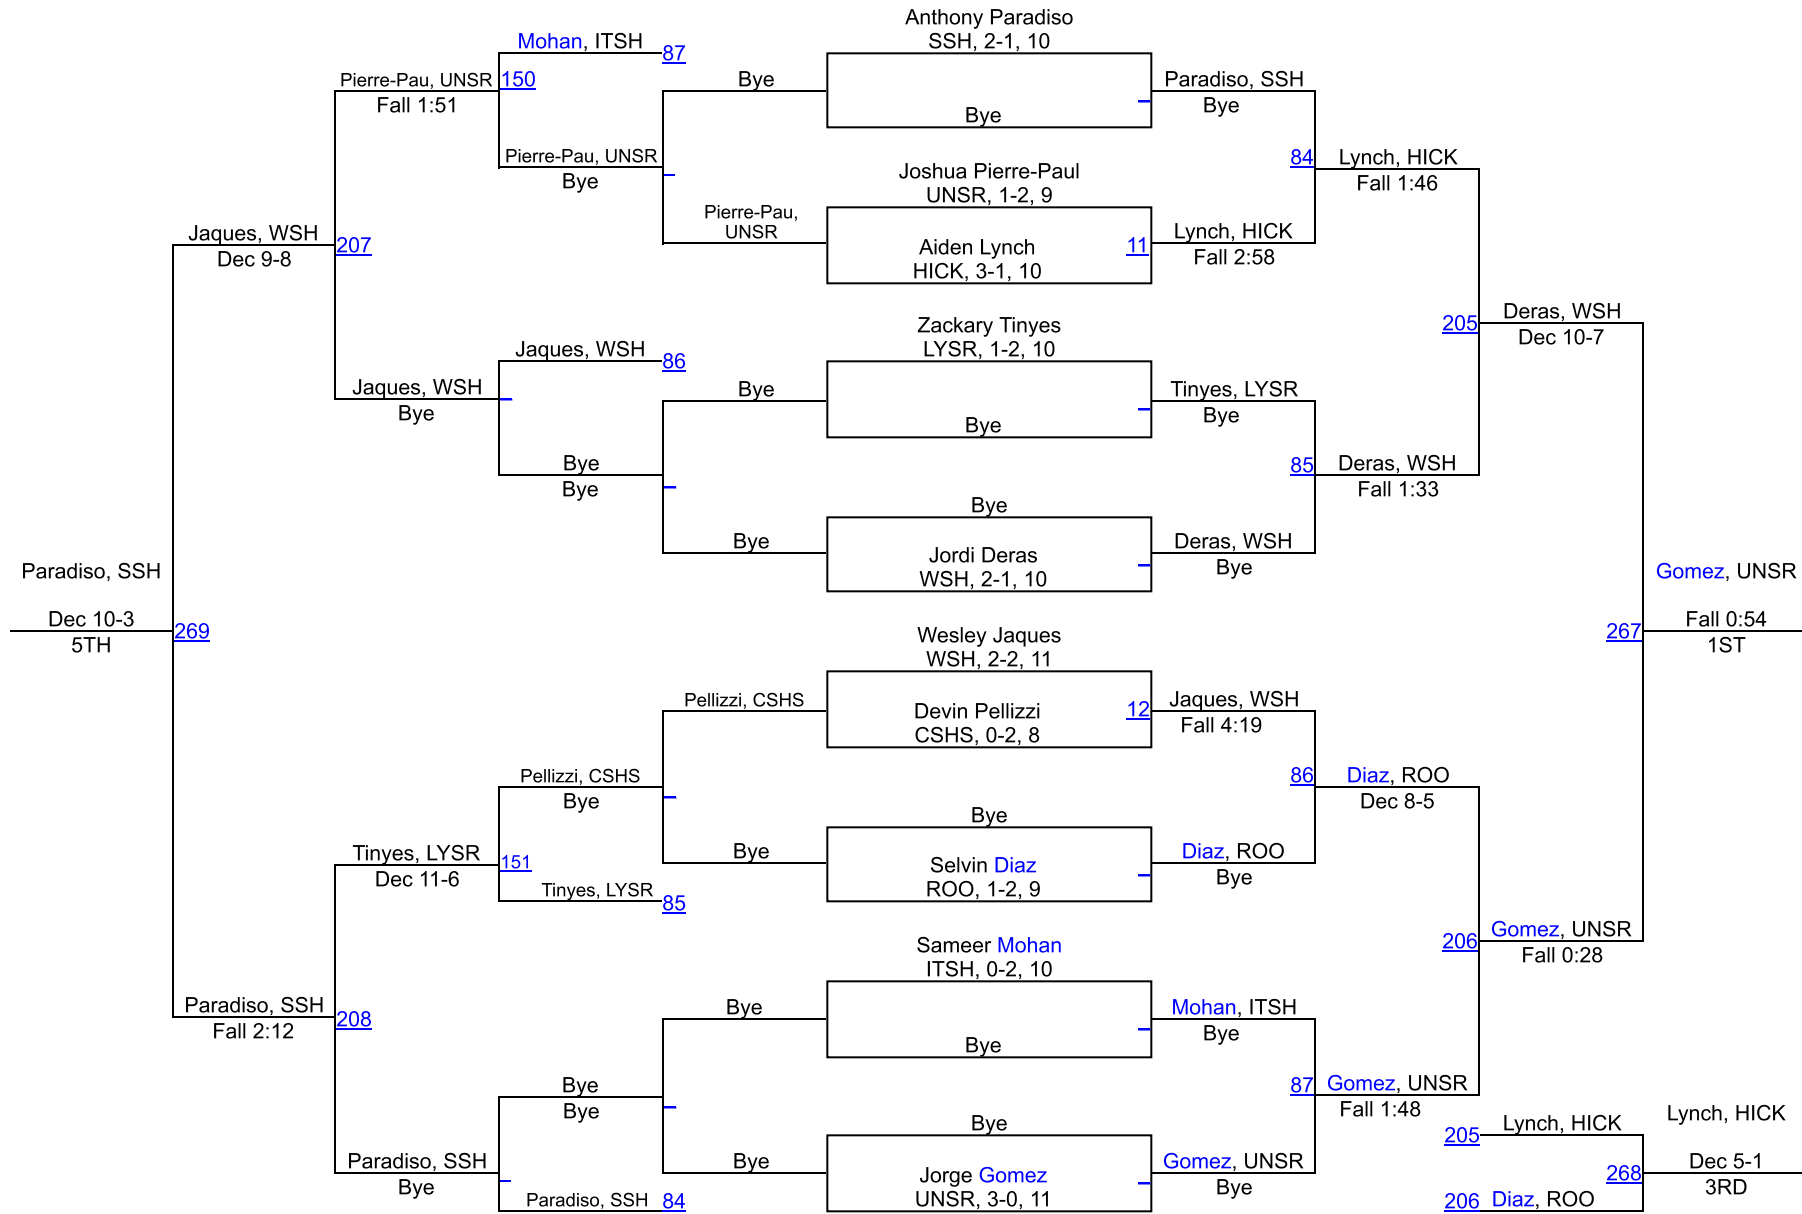 Anthony Paradiso
SSH, 2-1, 10
Mohan, ITSH
87
Pierre-Pau, UNSR
150
Fall 1:51
Bye
Paradiso, SSH
Bye
Bye
Pierre-Pau, UNSR
Bye
84
Lynch, HICK
Fall 1:46
Joshua Pierre-Paul
UNSR, 1-2, 9
Pierre-Pau,
UNSR
Aiden Lynch
HICK, 3-1, 10
11
Lynch, HICK
Fall 2:58
Jaques, WSH
Dec 9-8
207
Zackary Tinyes
LYSR, 1-2, 10
205
Deras, WSH
Dec 10-7
Jaques, WSH
86
Jaques, WSH
Bye
Bye
Tinyes, LYSR
Bye
Bye
Bye
Bye
85
Deras, WSH
Fall 1:33
Bye
Bye
Jordi Deras
WSH, 2-1, 10
Deras, WSH
Bye
Paradiso, SSH
Dec 10-3
5TH
269
Gomez, UNSR
267
Fall 0:54
1ST
Wesley Jaques
WSH, 2-2, 11
Pellizzi, CSHS
Devin Pellizzi
CSHS, 0-2, 8
12
Jaques, WSH
Fall 4:19
Pellizzi, CSHS
Bye
86
Diaz, ROO
Dec 8-5
Bye
Tinyes, LYSR
Dec 11-6
151
Bye
Selvin Diaz
ROO, 1-2, 9
Diaz, ROO
Bye
Tinyes, LYSR
85
Sameer Mohan
ITSH, 0-2, 10
206
Gomez, UNSR
Fall 0:28
Paradiso, SSH
Fall 2:12
208
Bye
Bye
Mohan, ITSH
Bye
Bye
Bye
87
Gomez, UNSR
Fall 1:48
Bye
Paradiso, SSH
Bye
Bye
Jorge Gomez
UNSR, 3-0, 11
Gomez, UNSR
Bye
Paradiso, SSH
84
205
Lynch, HICK
Lynch, HICK
268
Dec 5-1
3RD
206
Diaz, ROO